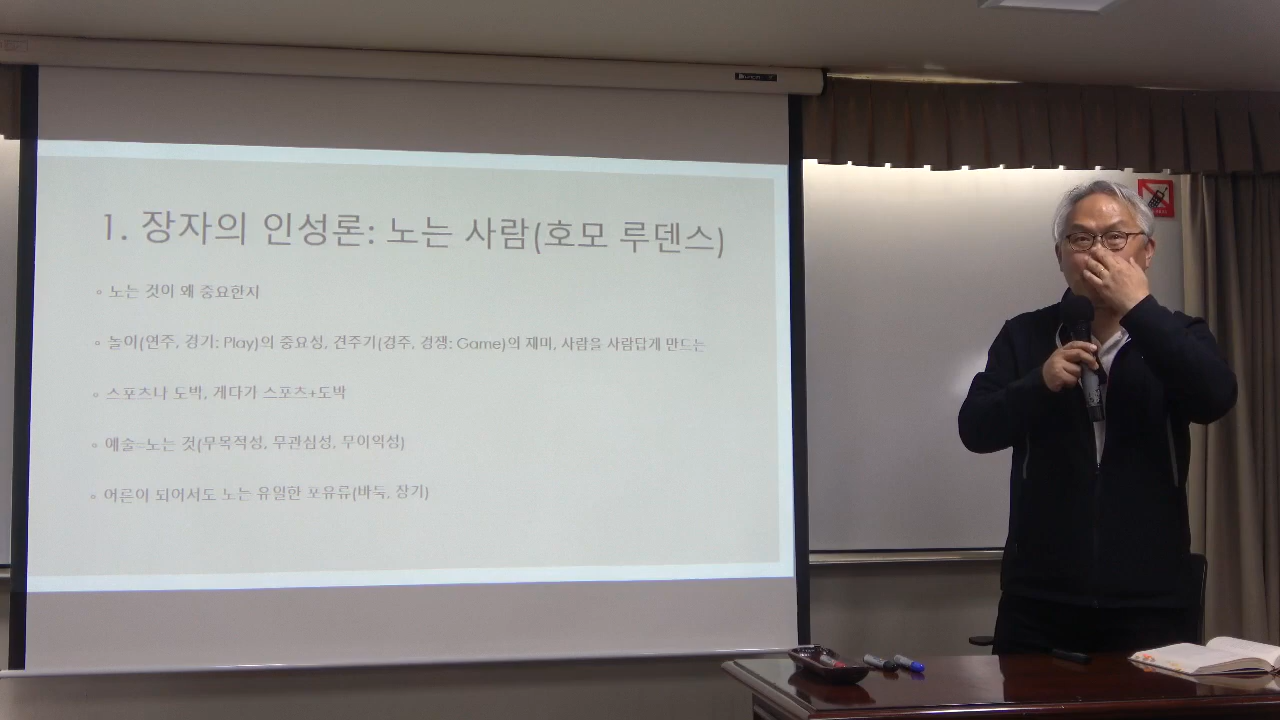 1. 장자의 인성론: 노는 사람(호모 루덴스)
◦ 노는 것이 왜 중요한지
◦ 놀이(연주, 경기: Play)의 중요성, 견주기(경주, 경쟁: Game)의 재미, 사람을 사람답게 만드는
◦ 스포츠나 도박, 게다가 스포츠+도박
◦ 예술=노는 것(무목적성, 무관심성, 무이익성)
◦ 어른이 되어서도 노는 유일한 포유류(바둑, 장기)